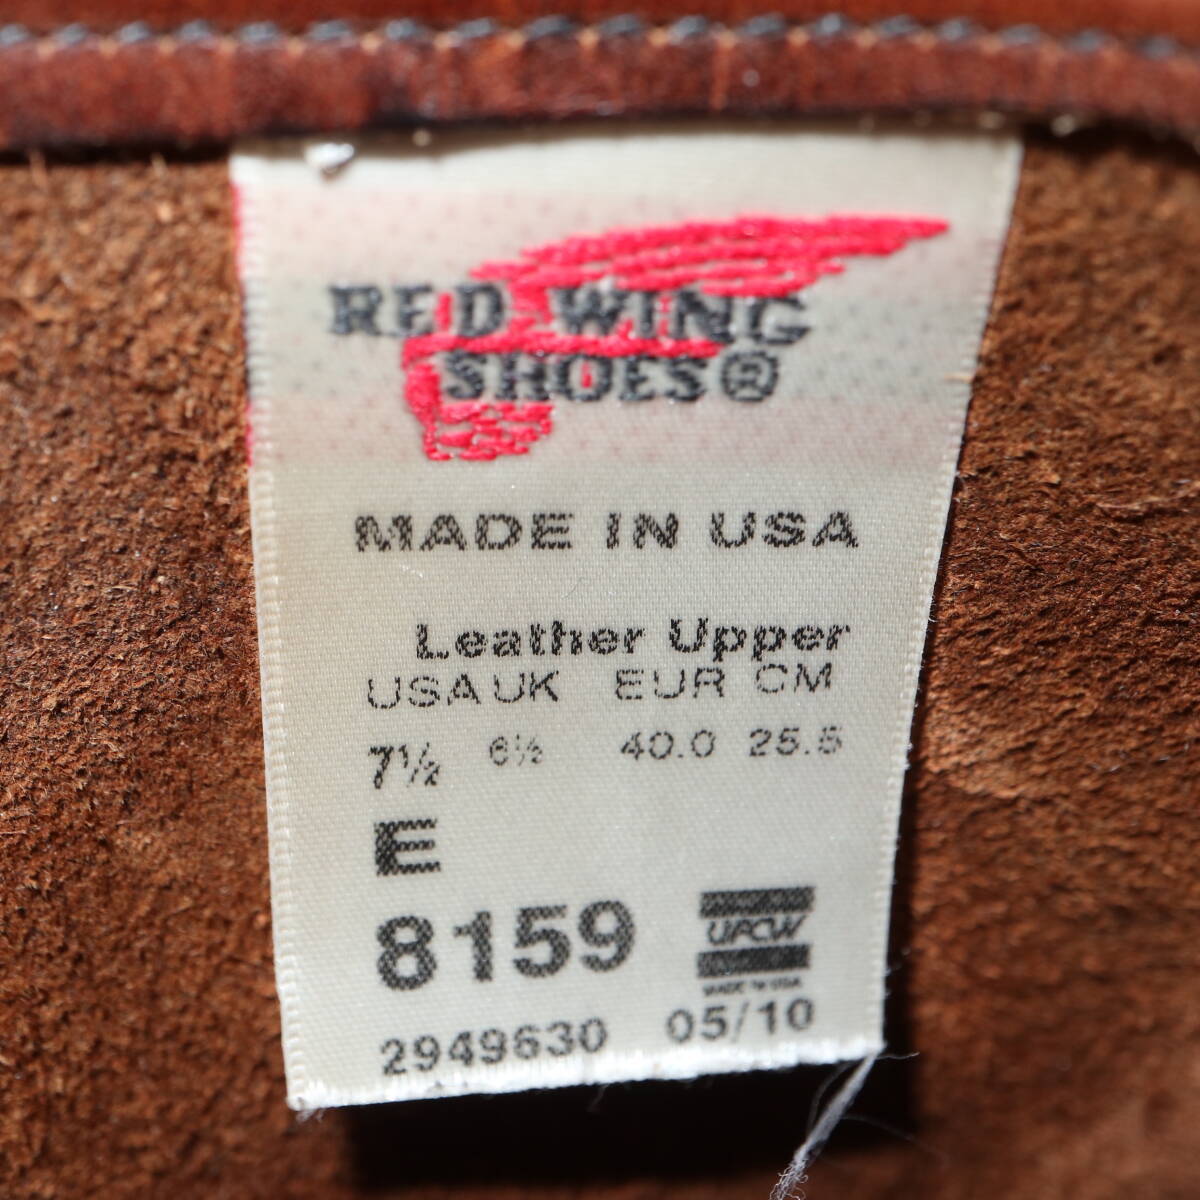 RED WING
SHOES®
MADE IN USA
Leather Upper
USA UK EUR CM
7½ 6½ 40.0 25.5
E
8159
UFCW
MADE IN USA
2949630 05/10